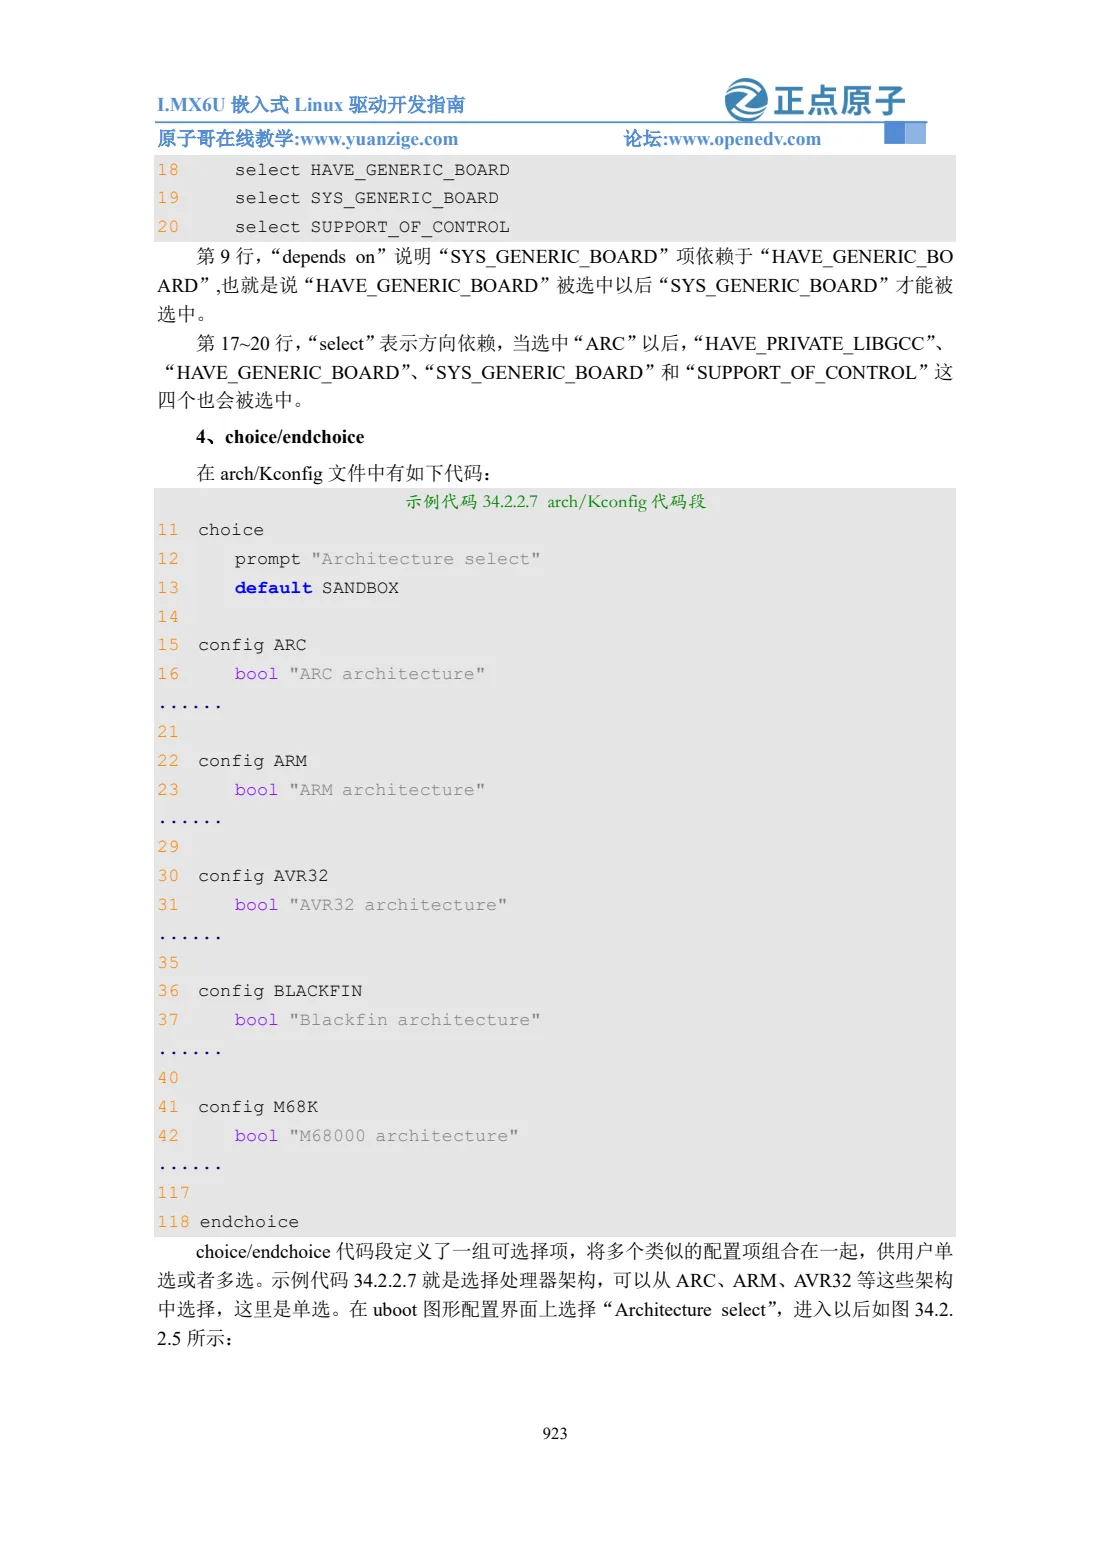 I.MX6U 嵌入式 Linux 驱动开发指南
正点原子
原子哥在线教学:www.yuanzige.com 论坛:www.openedv.com
18 select HAVE_GENERIC_BOARD
19 select SYS_GENERIC_BOARD
20 select SUPPORT_OF_CONTROL
第 9 行，“depends on”说明“SYS_GENERIC_BOARD”项依赖于“HAVE_GENERIC_BO
ARD”,也就是说“HAVE_GENERIC_BOARD”被选中以后“SYS_GENERIC_BOARD”才能被
选中。
第 17~20 行，“select”表示方向依赖，当选中“ARC”以后，“HAVE_PRIVATE_LIBGCC”、
“HAVE_GENERIC_BOARD”、“SYS_GENERIC_BOARD”和“SUPPORT_OF_CONTROL”这
四个也会被选中。
4、choice/endchoice
在 arch/Kconfig 文件中有如下代码：
示例代码 34.2.2.7 arch/Kconfig 代码段
11 choice
12 prompt "Architecture select"
13 default SANDBOX
14
15 config ARC
16 bool "ARC architecture"
......
21
22 config ARM
23 bool "ARM architecture"
......
29
30 config AVR32
31 bool "AVR32 architecture"
......
35
36 config BLACKFIN
37 bool "Blackfin architecture"
......
40
41 config M68K
42 bool "M68000 architecture"
......
117
118 endchoice
choice/endchoice 代码段定义了一组可选择项，将多个类似的配置项组合在一起，供用户单
选或者多选。示例代码 34.2.2.7 就是选择处理器架构，可以从 ARC、ARM、AVR32 等这些架构
中选择，这里是单选。在 uboot 图形配置界面上选择“Architecture select”，进入以后如图 34.2.
2.5 所示：
923